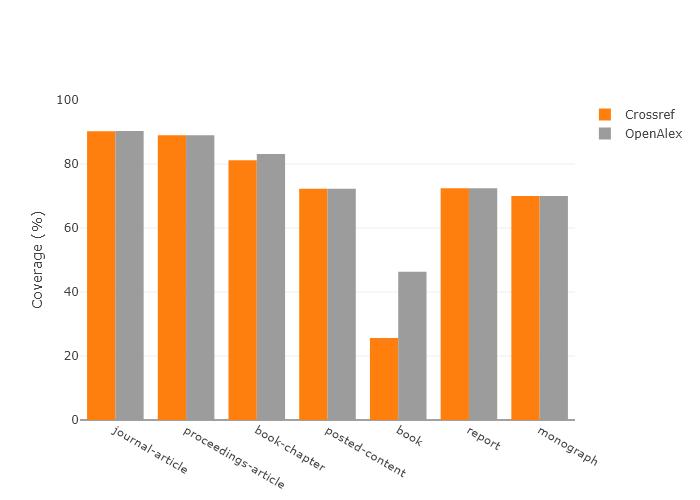 100
80
60
40
20
0
Coverage (%)
journal-article
proceedings-article
book-chapter
posted-content
book
report
monograph
Crossref
OpenAlex